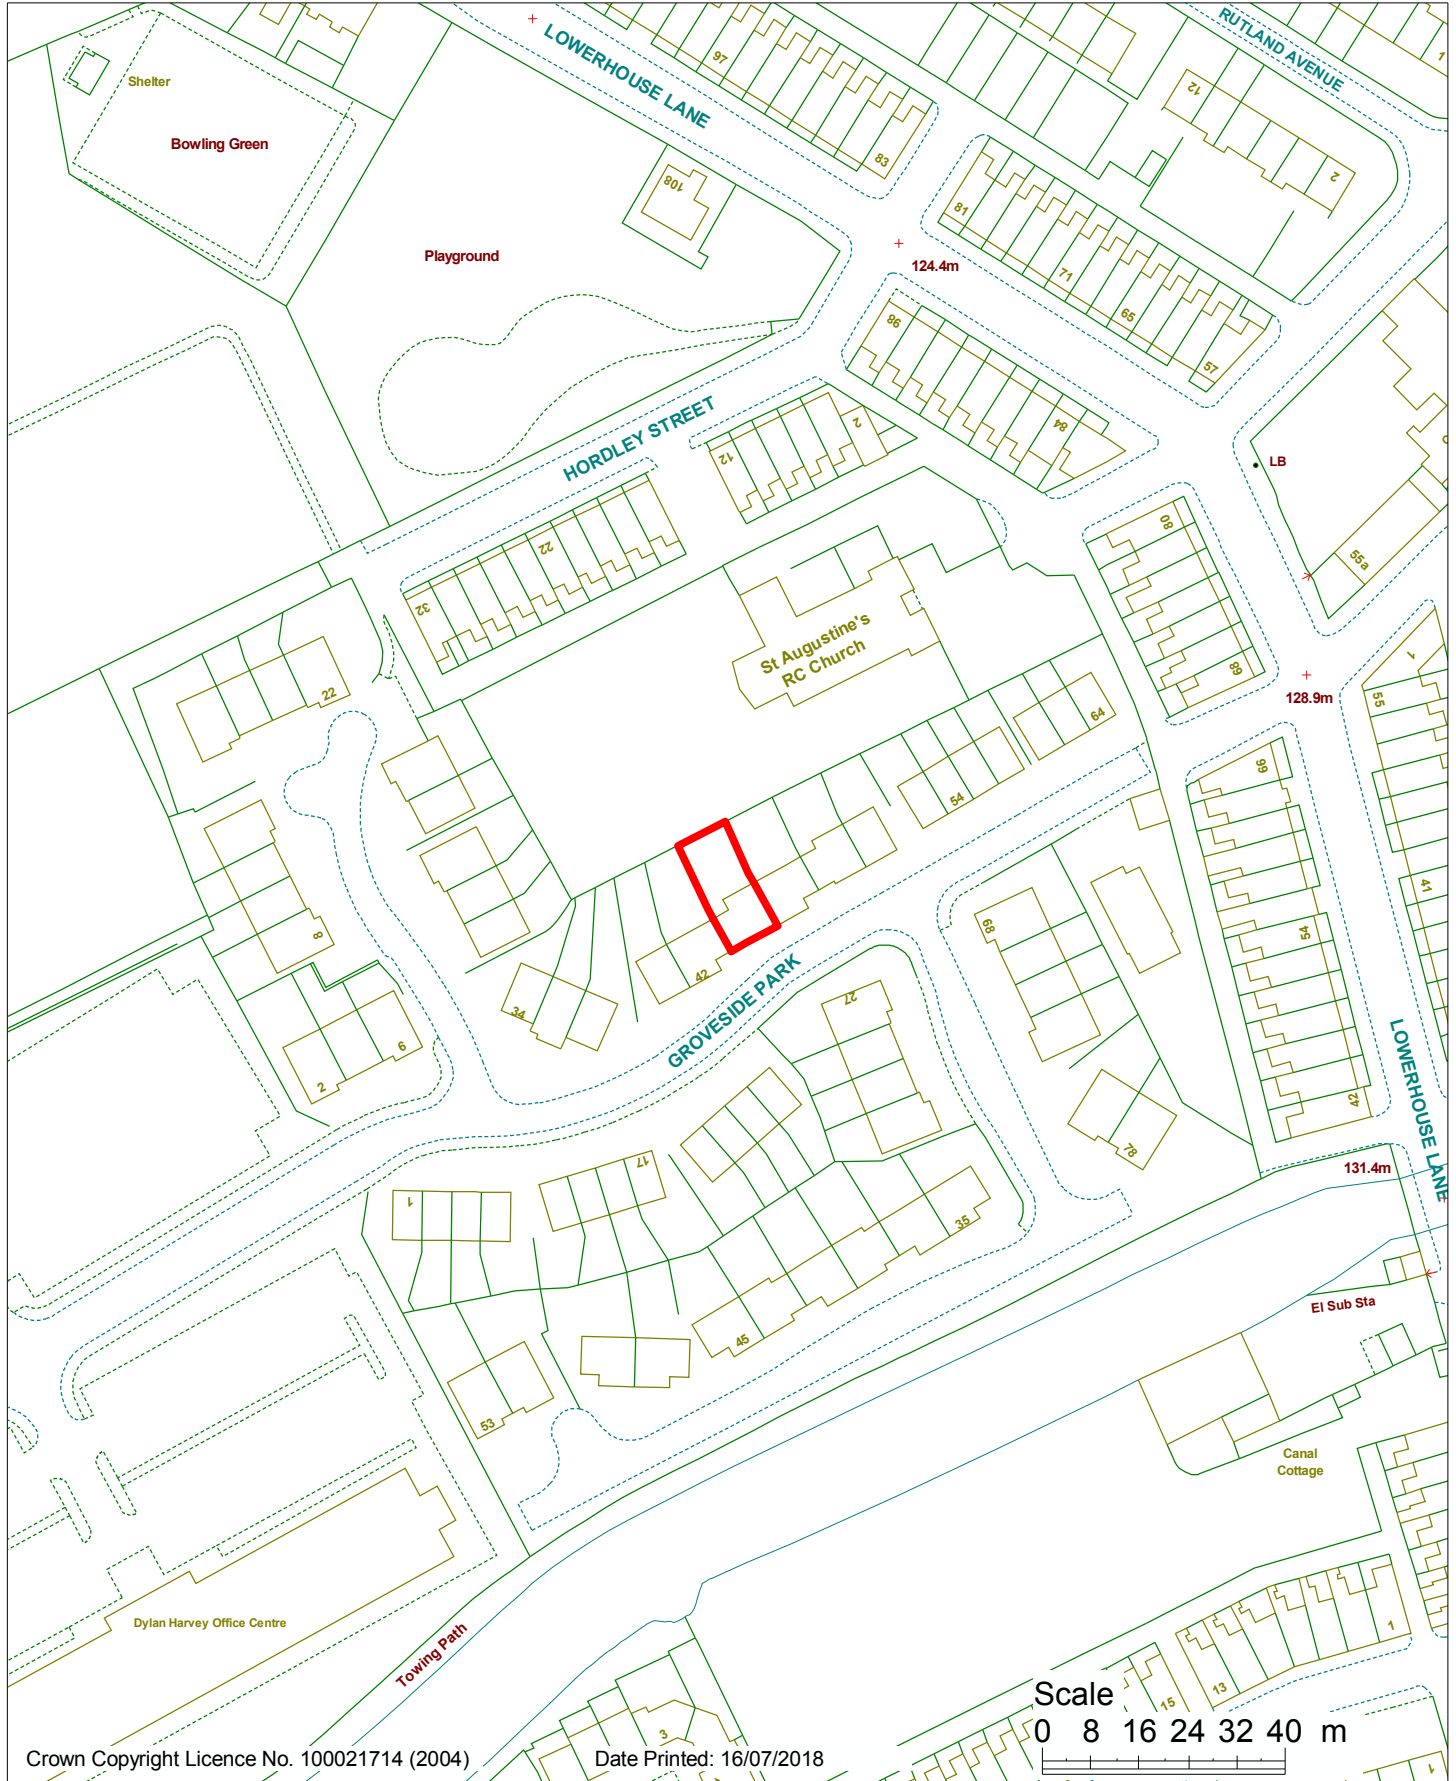 RUTLAND AVENUE
LOWERHOUSE LANE
97
1
12
Shelter
Bowling Green
83
2
108
81
Playground
124.4m
71
65
98
57
HORDLEY STREET
2
84
12
LB
80
22
55a
32
St Augustine's
RC Church
68
1
22
55
64
128.9m
66
54
41
8
89
54
42
GROVESIDE PARK
27
34
6
2
42
LOWERHOUSE LANE
78
17
131.4m
1
35
El Sub Sta
45
53
Canal
Cottage
Dylan Harvey Office Centre
Towing Path
1
13
15
3
Scale
0 8 16 24 32 40 m
Crown Copyright Licence No. 100021714 (2004)
Date Printed: 16/07/2018
1